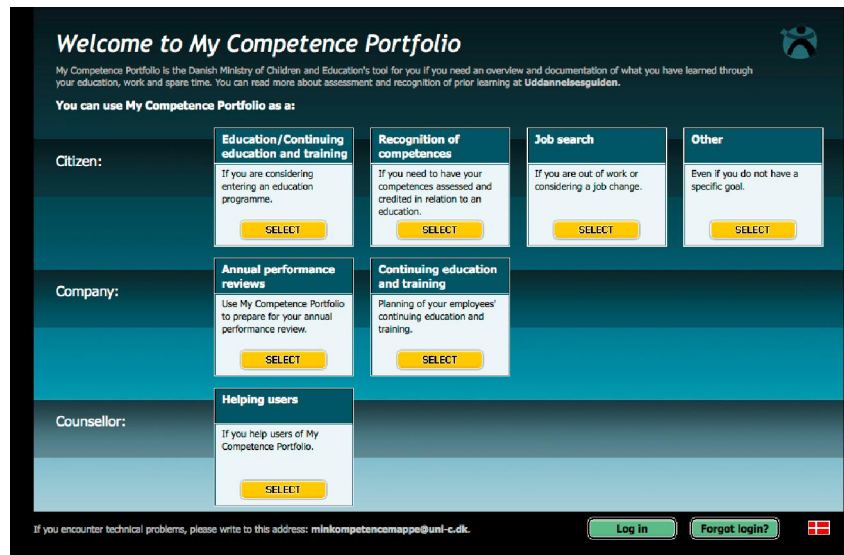 Welcome to My Competence Portfolio
My Competence Portfolio is the Danish Ministry of Children and Education's tool for you if you need an overview and documentation of what you have learned through
your education, work and spare time. You can read more about assessment and recognition of prior learning at Uddannelsesguiden.
You can use My Competence Portfolio as a:
Citizen:
Education/Continuing
education and training
If you are considering
entering an education
programme.
SELECT
Recognition of
competences
If you need to have your
competences assessed and
credited in relation to an
education.
SELECT
Job search
If you are out of work or
considering a job change.
SELECT
Other
Even if you do not have a
specific goal.
SELECT
Company:
Annual performance
reviews
Use My Competence Portfolio
to prepare for your annual
performance review.
SELECT
Continuing education
and training
Planning of your employees'
continuing education and
training.
SELECT
Counsellor:
Helping users
If you help users of My
Competence Portfolio.
SELECT
If you encounter technical problems, please write to this address: minkompetencemappe@uni-c.dk.
Log in
Forgot login?